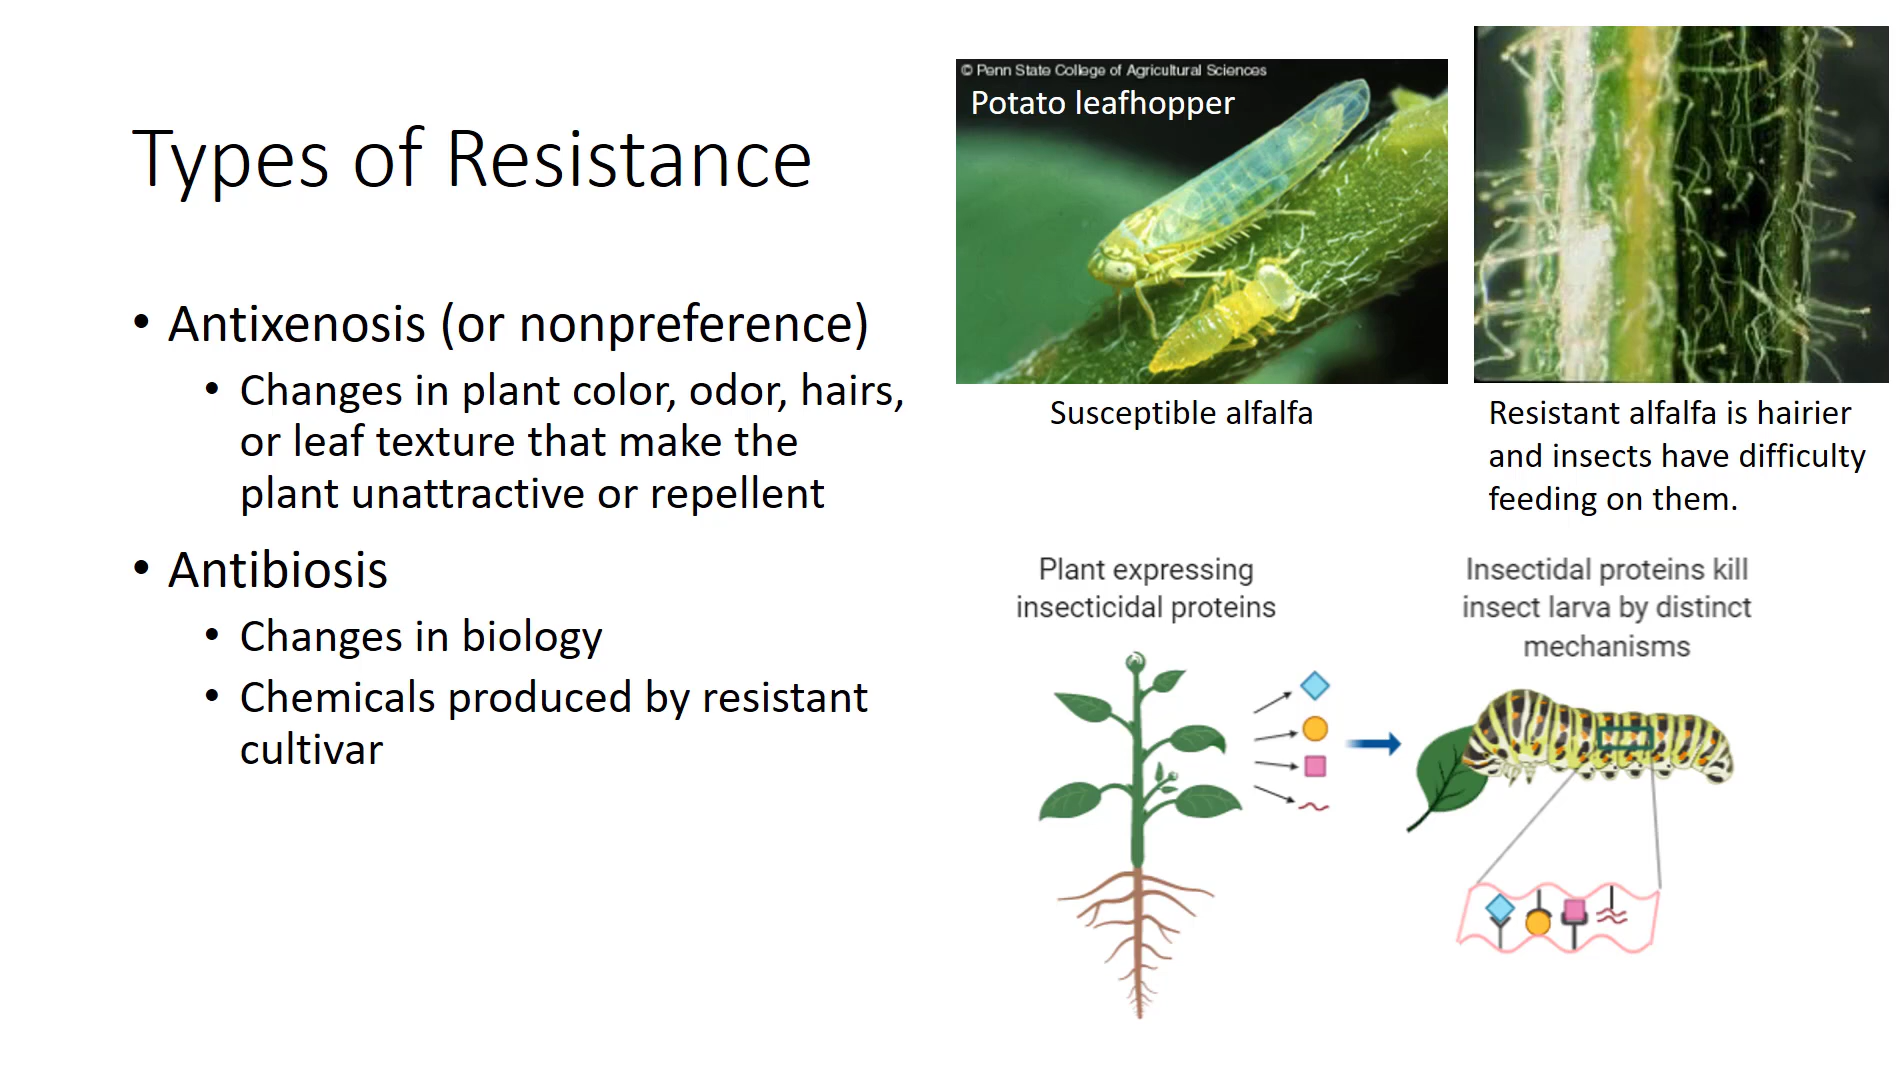 Types of Resistance
• Antixenosis (or nonpreference)
• Changes in plant color, odor, hairs,
or leaf texture that make the
plant unattractive or repellent
• Antibiosis
• Changes in biology
• Chemicals produced by resistant
cultivar
© Penn State College of Agricultural Sciences
Potato leafhopper
Susceptible alfalfa
Resistant alfalfa is hairier
and insects have difficulty
feeding on them.
Plant expressing
insecticidal proteins
Insectidal proteins kill
insect larva by distinct
mechanisms